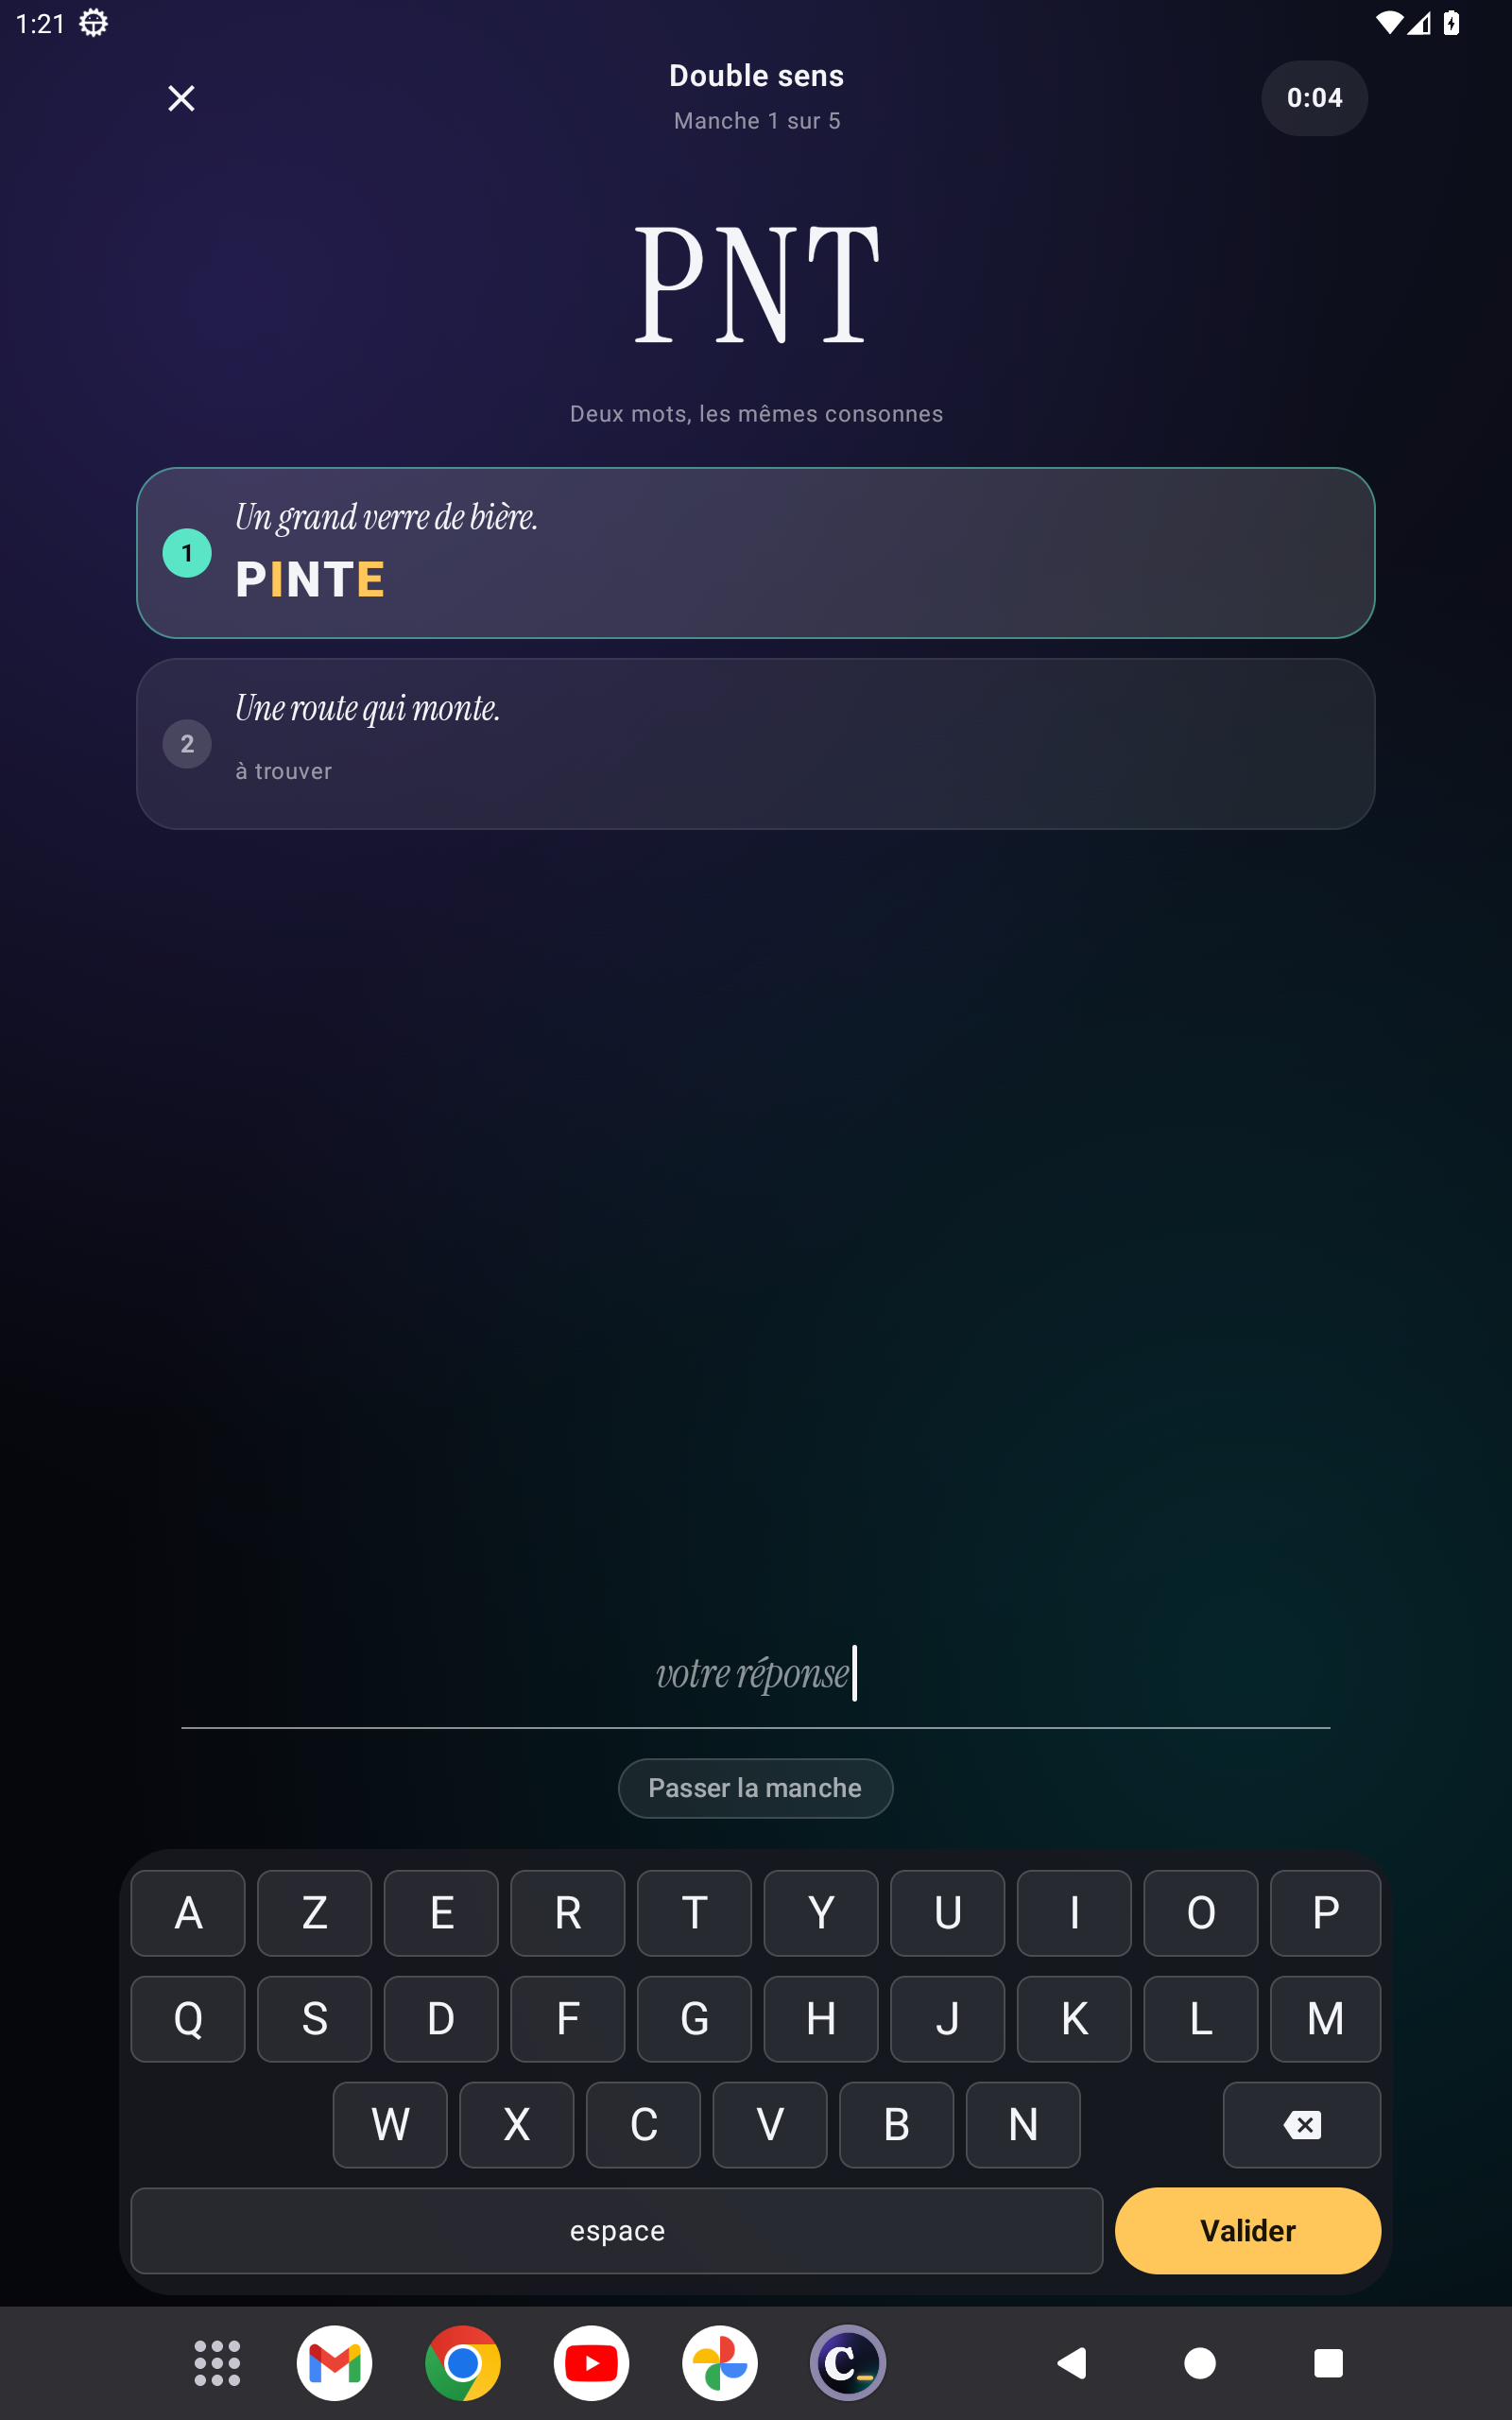 1:21
Double sens
Manche 1 sur 5
0:04
PNT
Deux mots, les mêmes consonnes
1
Un grand verre de bière.
PINTE
2
Une route qui monte.
à trouver
votre réponse
Passer la manche
A Z E R T Y U I O P
Q S D F G H J K L M
W X C V B N
espace
Valider
C_